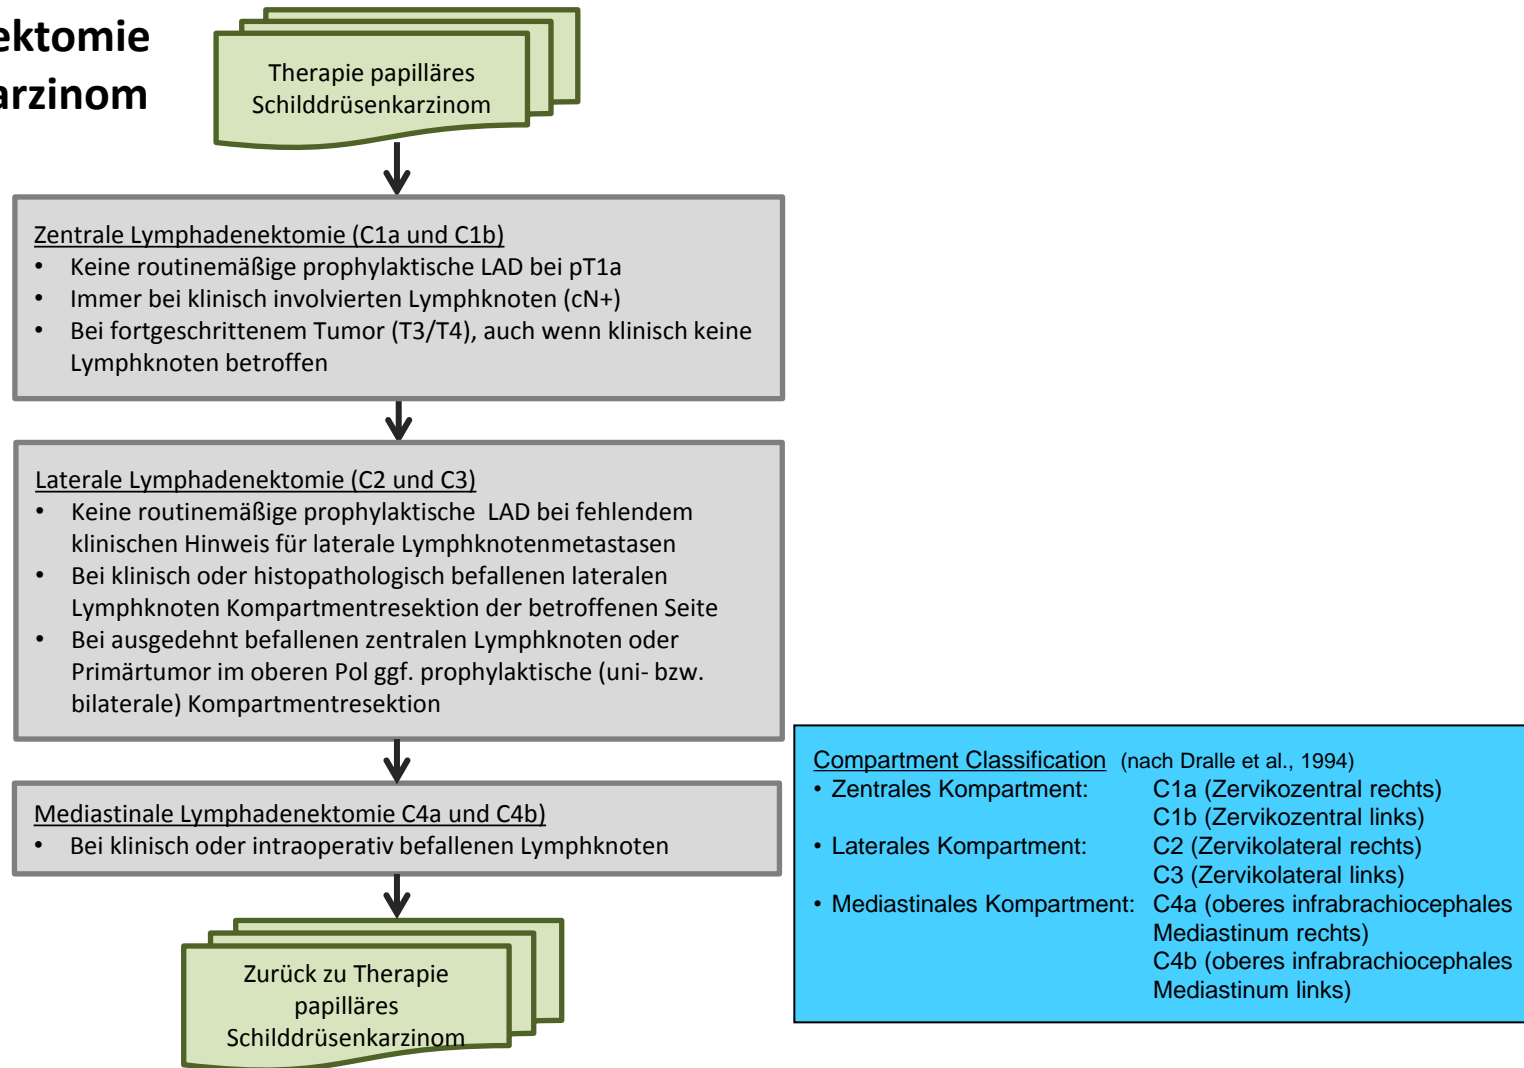 ektomie
arzinom
Therapie papilläres
Schilddrüsenkarzinom
Zentrale Lymphadenektomie (C1a und C1b)
• Keine routinemäßige prophylaktische LAD bei pT1a
• Immer bei klinisch involvierten Lymphknoten (cN+)
• Bei fortgeschrittenem Tumor (T3/T4), auch wenn klinisch keine
Lymphknoten betroffen
Laterale Lymphadenektomie (C2 und C3)
• Keine routinemäßige prophylaktische LAD bei fehlendem
klinischen Hinweis für laterale Lymphknotenmetastasen
• Bei klinisch oder histopathologisch befallenen lateralen
Lymphknoten Kompartmentresektion der betroffenen Seite
• Bei ausgedehnt befallenen zentralen Lymphknoten oder
Primärtumor im oberen Pol ggf. prophylaktische (uni- bzw.
bilaterale) Kompartmentresektion
Mediastinale Lymphadenektomie C4a und C4b)
• Bei klinisch oder intraoperativ befallenen Lymphknoten
Zurück zu Therapie
papilläres
Schilddrüsenkarzinom
Compartment Classification (nach Dralle et al., 1994)
• Zentrales Kompartment: C1a (Zervikozentral rechts)
C1b (Zervikozentral links)
• Laterales Kompartment: C2 (Zervikolateral rechts)
C3 (Zervikolateral links)
• Mediastinales Kompartment: C4a (oberes infrabrachiocephales
Mediastinum rechts)
C4b (oberes infrabrachiocephales
Mediastinum links)